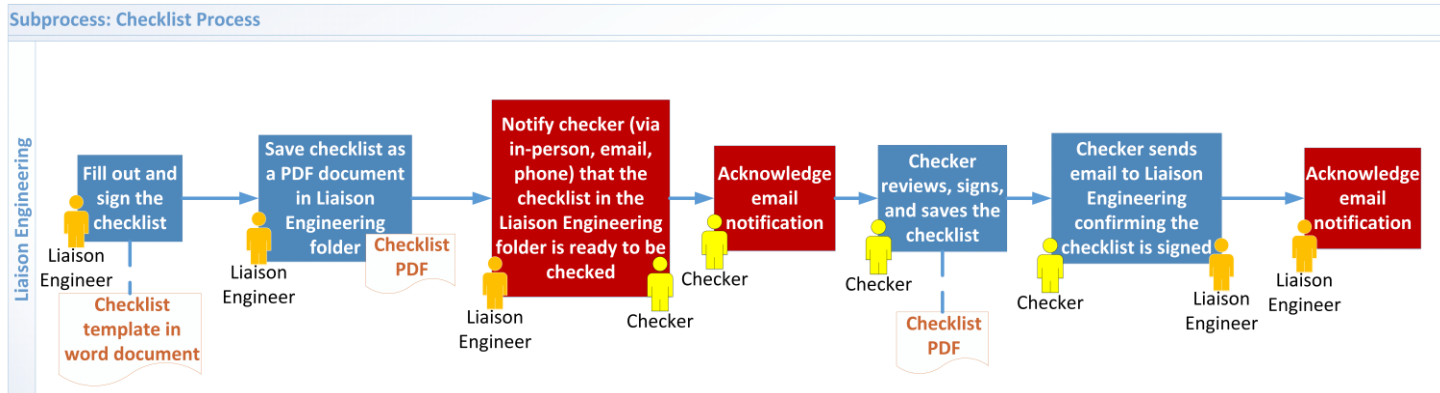 Subprocess: Checklist Process
Liaison Engineering
Fill out and
sign the
checklist
Liaison
Engineer
Checklist
template in
word document
Save checklist as
a PDF document
in Liaison
Engineering
folder
Liaison
Engineer
Checklist
PDF
Notify checker (via
in-person, email,
phone) that the
checklist in the
Liaison Engineering
folder is ready to be
checked
Liaison
Engineer
Checker
Acknowledge
email
notification
Checker
Checker
reviews, signs,
and saves the
checklist
Checker
Checklist
PDF
Checker sends
email to Liaison
Engineering
confirming the
checklist is signed
Checker
Liaison
Engineer
Acknowledge
email
notification
Liaison
Engineer